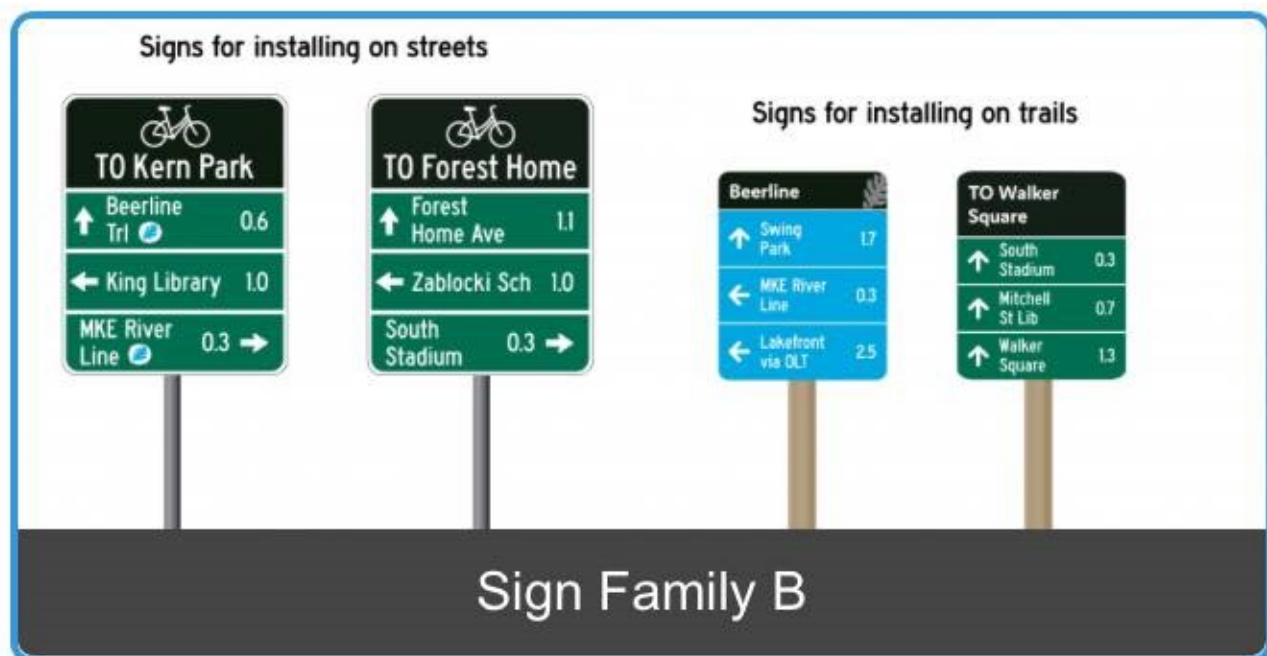 Signs for installing on streets
TO Kern Park
Beerline
Trl 0.6
King Library 1.0
MKE River
Line 0.3
TO Forest Home
Forest
Home Ave 1.1
Zablocki Sch 1.0
South
Stadium 0.3
Signs for installing on trails
Beerline
Swing
Park 1.7
MKE River
Line 0.3
Lakefront
via OLT 2.5
TO Walker
Square
South
Stadium 0.3
Mitchell
St Lib 0.7
Walker
Square 1.3
Sign Family B